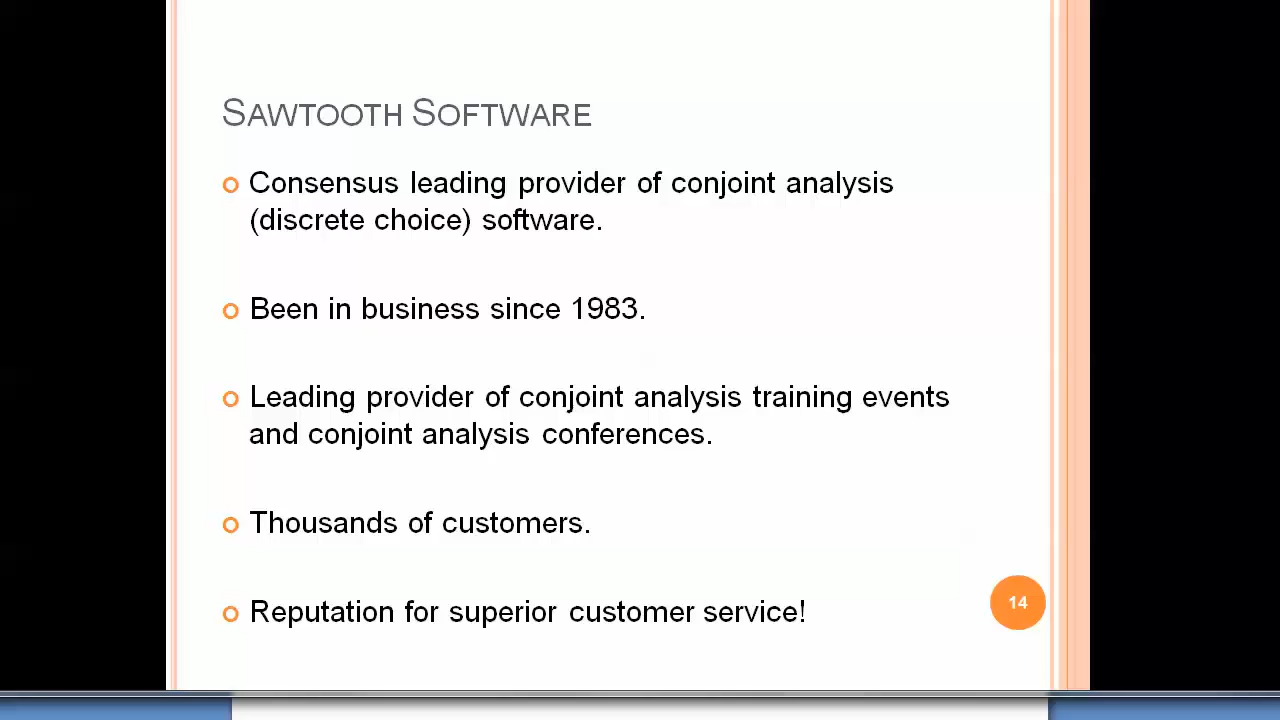 SAWTOOTH SOFTWARE
Consensus leading provider of conjoint analysis
(discrete choice) software.
Been in business since 1983.
Leading provider of conjoint analysis training events
and conjoint analysis conferences.
Thousands of customers.
Reputation for superior customer service!
14